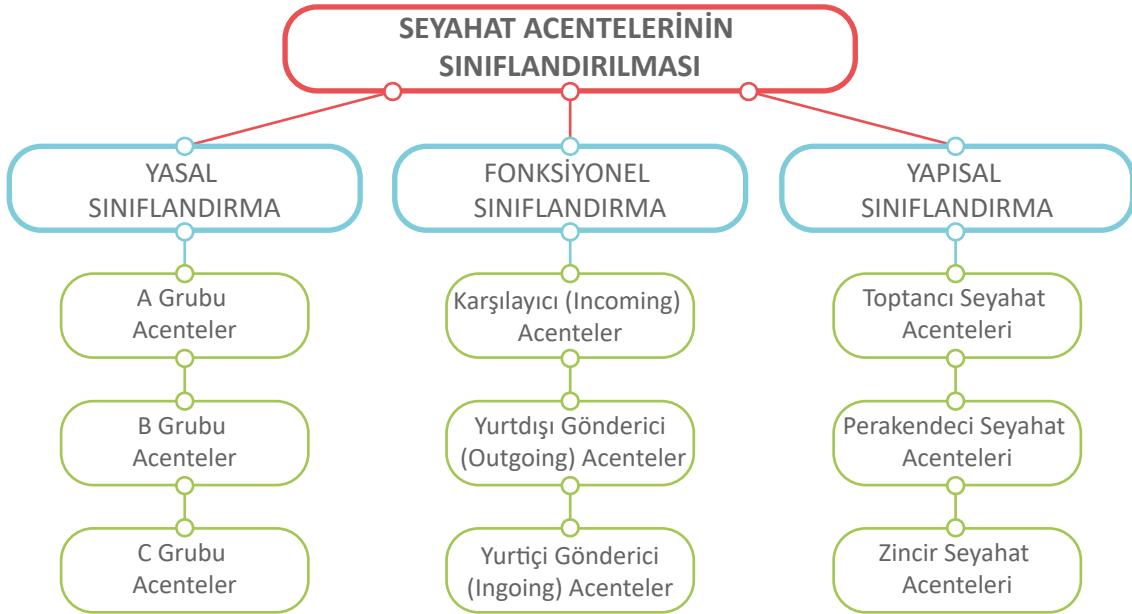 SEYAHAT ACENTELERİNİN
SINIFLANDIRILMASI
YASAL
SINIFLANDIRMA
A Grubu
Acenteler
B Grubu
Acenteler
C Grubu
Acenteler
FONKSİYONEL
SINIFLANDIRMA
Karşılayıcı (Incoming)
Acenteler
Yurtdışı Gönderici
(Outgoing) Acenteler
Yurtiçi Gönderici
(Ingoing) Acenteler
YAPISAL
SINIFLANDIRMA
Toptancı Seyahat
Acenteleri
Perakendeci Seyahat
Acenteleri
Zincir Seyahat
Acenteleri